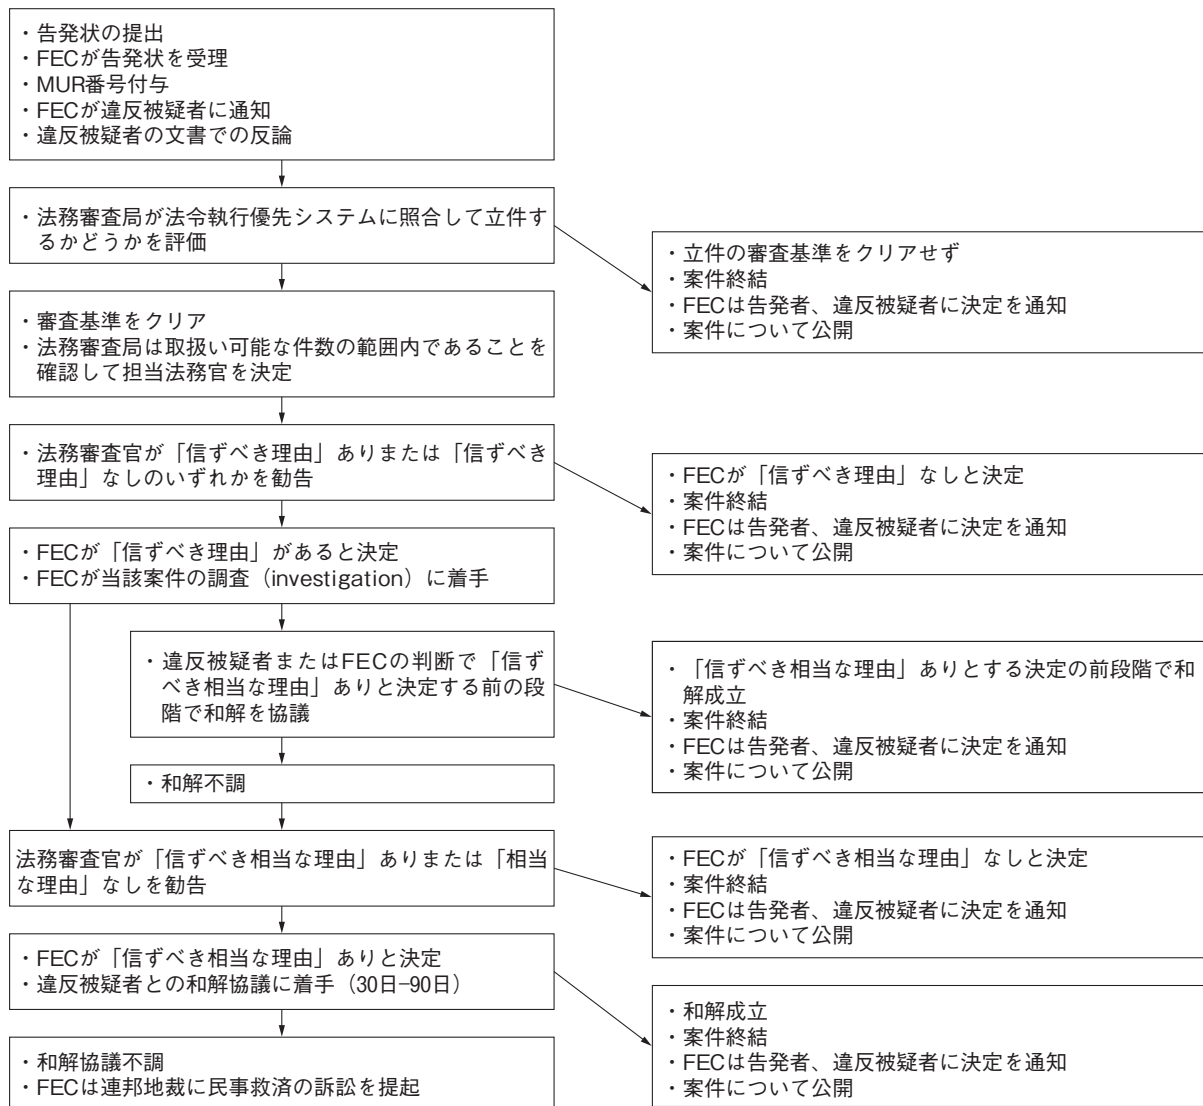 ・告発状の提出
・FECが告発状を受理
・MUR番号付与
・FECが違反被疑者に通知
・違反被疑者の文書での反論
・法務審査局が法令執行優先システムに照合して立件す
るかどうかを評価
・立件の審査基準をクリアせず
・案件終結
・FECは告発者、違反被疑者に決定を通知
・案件について公開
・審査基準をクリア
・法務審査局は取扱い可能な件数の範囲内であることを
確認して担当法務官を決定
・法務審査官が「信ずべき理由」ありまたは「信ずべき
理由」なしのいずれかを勧告
・FECが「信ずべき理由」なしと決定
・案件終結
・FECは告発者、違反被疑者に決定を通知
・案件について公開
・FECが「信ずべき理由」があると決定
・FECが当該案件の調査（investigation）に着手
・違反被疑者またはFECの判断で「信ず
べき相当な理由」ありと決定する前の段
階で和解を協議
・「信ずべき相当な理由」ありとする決定の前段階で和
解成立
・案件終結
・FECは告発者、違反被疑者に決定を通知
・案件について公開
・和解不調
法務審査官が「信ずべき相当な理由」ありまたは「相当
な理由」なしを勧告
・FECが「信ずべき相当な理由」なしと決定
・案件終結
・FECは告発者、違反被疑者に決定を通知
・案件について公開
・FECが「信ずべき相当な理由」ありと決定
・違反被疑者との和解協議に着手（30日–90日）
・和解成立
・案件終結
・FECは告発者、違反被疑者に決定を通知
・案件について公開
・和解協議不調
・FECは連邦地裁に民事救済の訴訟を提起